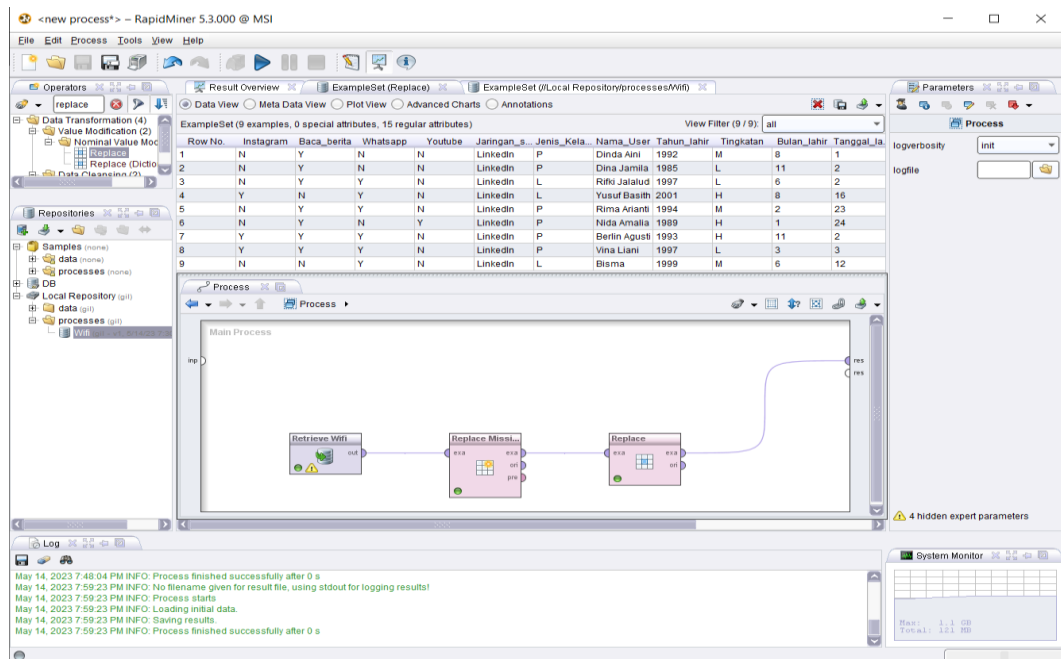 <new process*> – RapidMiner 5.3.000 @ MSI
File Edit Process Tools View Help
Operators
replace
Data Transformation (4)
Value Modification (2)
Nominal Value Moc
Replace
Replace (Dictio
Data Cleansing (2)
Repositories
Samples (none)
data (none)
processes (none)
DB
Local Repository (gil)
data (gil)
processes (gil)
Wifi
Result Overview
ExampleSet (Replace)
ExampleSet (//Local Repository/processes/Wifi)
Data View Meta Data View Plot View Advanced Charts Annotations
ExampleSet (9 examples, 0 special attributes, 15 regular attributes) View Filter (9 / 9): all
Row No. Instagram Baca_berita Whatsapp Youtube Jaringan_s... Jenis_Kela... Nama_User Tahun_lahir Tingkatan Bulan_lahir Tanggal_la.
1 N Y N N LinkedIn P Dinda Aini 1992 M 8 1
2 N Y N N LinkedIn P Dina Jamila 1985 L 11 2
3 N Y Y N LinkedIn L Rifki Jalalud 1997 L 6 2
4 Y N Y N LinkedIn L Yusuf Basith 2001 H 8 16
5 N Y Y Y LinkedIn P Rima Arianti 1994 M 2 23
6 N Y N Y LinkedIn P Nida Amalia 1989 H 1 24
7 Y Y Y N LinkedIn P Berlin Agusti 1993 H 11 2
8 Y Y Y N LinkedIn P Vina Liani 1997 L 3 3
9 N N Y N LinkedIn L Bisma 1999 M 6 12
Process
Process
Main Process
inp
res
res
Retrieve Wifi
out
Replace Missi...
exa exa
ori
pre
Replace
exa exa
ori
Parameters
Process
logverbosity init
logfile
4 hidden expert parameters
Log
May 14, 2023 7:48:04 PM INFO: Process finished successfully after 0 s
May 14, 2023 7:59:23 PM INFO: No filename given for result file, using stdout for logging results!
May 14, 2023 7:59:23 PM INFO: Process starts
May 14, 2023 7:59:23 PM INFO: Loading initial data.
May 14, 2023 7:59:23 PM INFO: Saving results.
May 14, 2023 7:59:23 PM INFO: Process finished successfully after 0 s
System Monitor
Max: 1.1 GB
Total: 121 MB